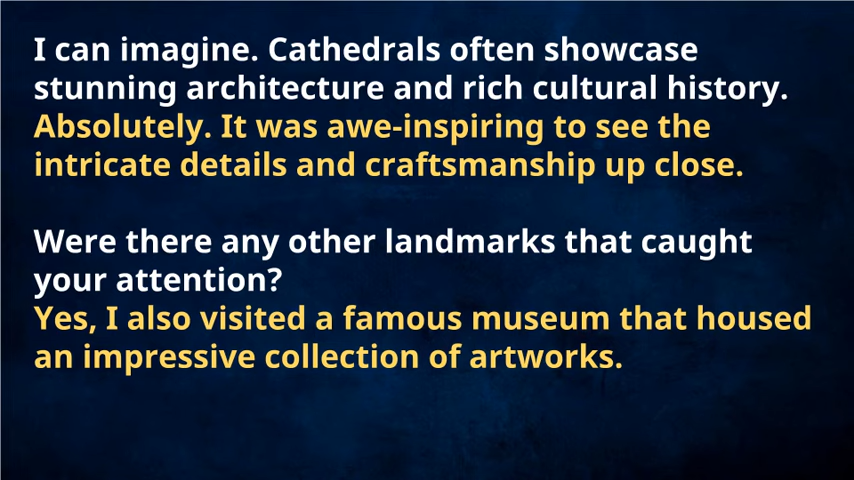 I can imagine. Cathedrals often showcase
stunning architecture and rich cultural history.
Absolutely. It was awe-inspiring to see the
intricate details and craftsmanship up close.
Were there any other landmarks that caught
your attention?
Yes, I also visited a famous museum that housed
an impressive collection of artworks.